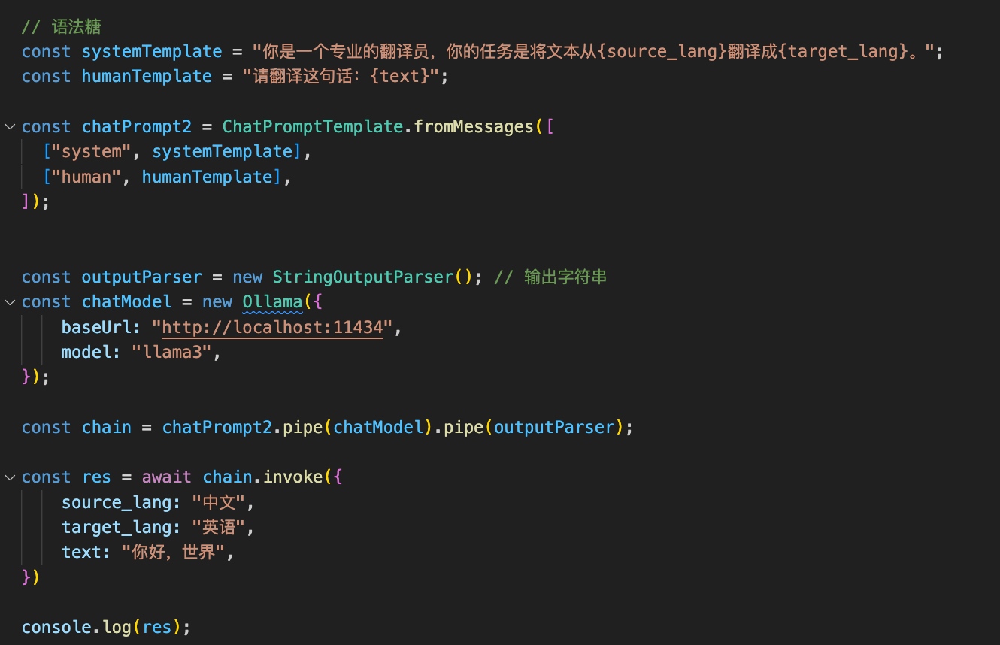 // 语法糖
const systemTemplate = "你是一个专业的翻译员，你的任务是将文本从{source_lang}翻译成{target_lang}。";
const humanTemplate = "请翻译这句话：{text}";
const chatPrompt2 = ChatPromptTemplate.fromMessages([
  ["system", systemTemplate],
  ["human", humanTemplate],
]);
const outputParser = new StringOutputParser(); // 输出字符串
const chatModel = new Ollama({
    baseUrl: "http://localhost:11434",
    model: "llama3",
});
const chain = chatPrompt2.pipe(chatModel).pipe(outputParser);
const res = await chain.invoke({
    source_lang: "中文",
    target_lang: "英语",
    text: "你好，世界",
})
console.log(res);